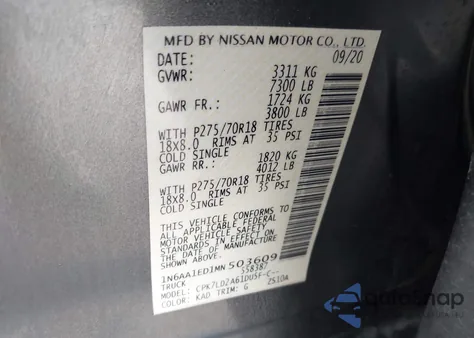 MFD BY NISSAN MOTOR CO., LTD.
DATE: 09/20
GVWR: 3311 KG
7300 LB
GAWR FR.: 1724 KG
3800 LB
WITH P275/70R18 TIRES
18X8.0 RIMS AT 35 PSI
COLD SINGLE
GAWR RR.: 1820 KG
4012 LB
WITH P275/70R18 TIRES
18X8.0 RIMS AT 35 PSI
COLD SINGLE
THIS VEHICLE CONFORMS TO
ALL APPLICABLE U.S. FEDERAL
MOTOR VEHICLE SAFETY
STANDARDS IN EFFECT ON
THE DATE OF MANUFACTURE
SHOWN ABOVE.
1N6AA1ED1MN503609
TRUCK 558387
MODEL: CPK7LD2A61DU5F-C--
COLOR: KAD TRIM: G ZS10A
AutoSnap